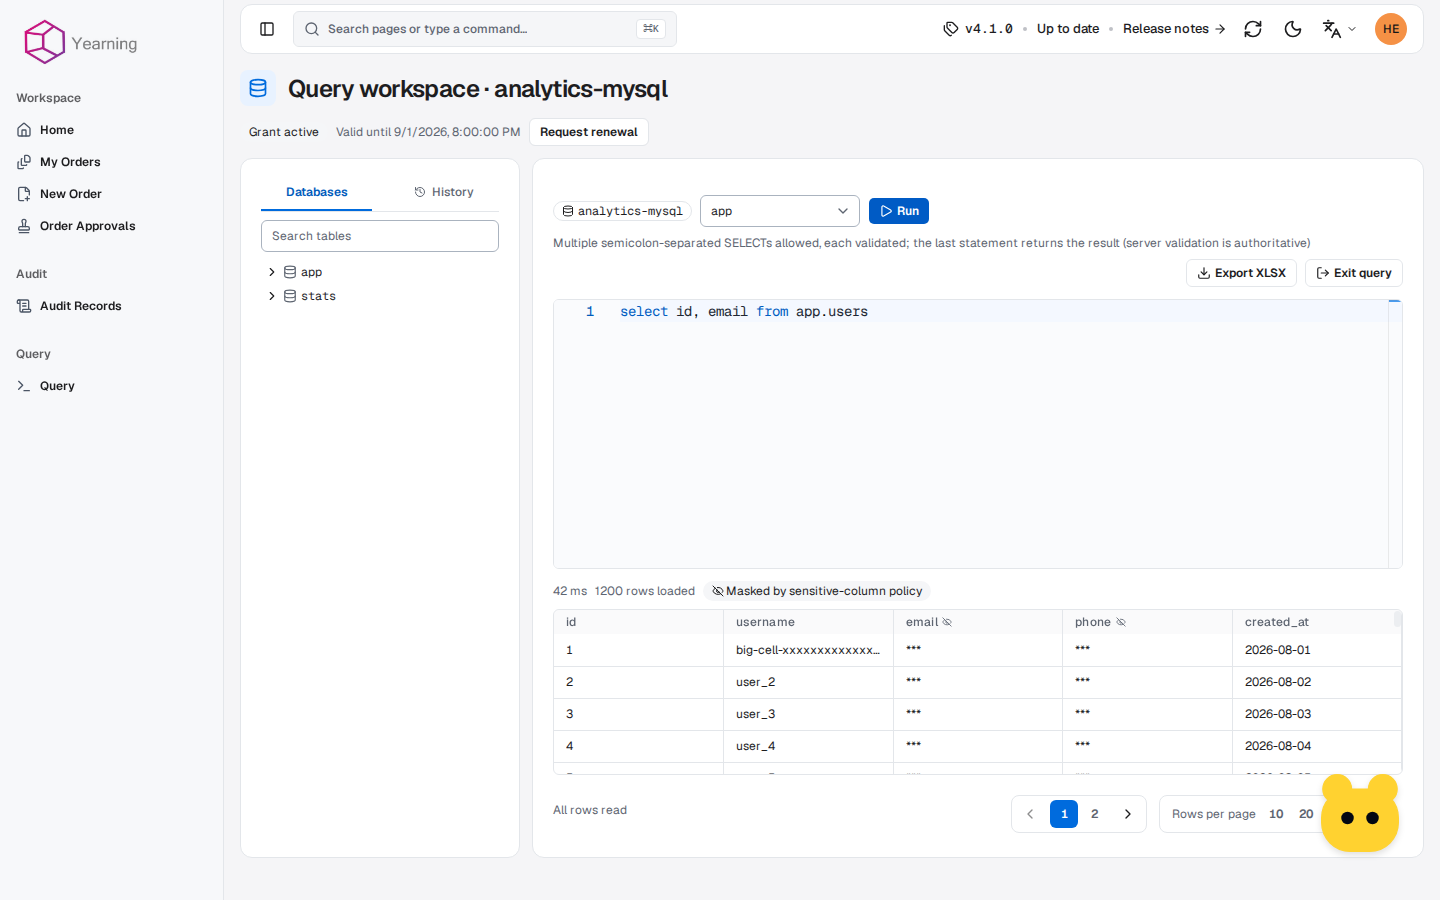 Yearning
Search pages or type a command...
⌘K
v4.1.0 • Up to date • Release notes →
HE
Workspace
Home
My Orders
New Order
Order Approvals
Audit
Audit Records
Query
Query
Query workspace · analytics-mysql
Grant active Valid until 9/1/2026, 8:00:00 PM Request renewal
Databases History
Search tables
app
stats
analytics-mysql app Run
Multiple semicolon-separated SELECTs allowed, each validated; the last statement returns the result (server validation is authoritative)
Export XLSX Exit query
1 select id, email from app.users
42 ms 1200 rows loaded Masked by sensitive-column policy
id username email phone created_at
1 big-cell-xxxxxxxxxxxxx... *** *** 2026-08-01
2 user_2 *** *** 2026-08-02
3 user_3 *** *** 2026-08-03
4 user_4 *** *** 2026-08-04
All rows read
1 2
Rows per page 10 20